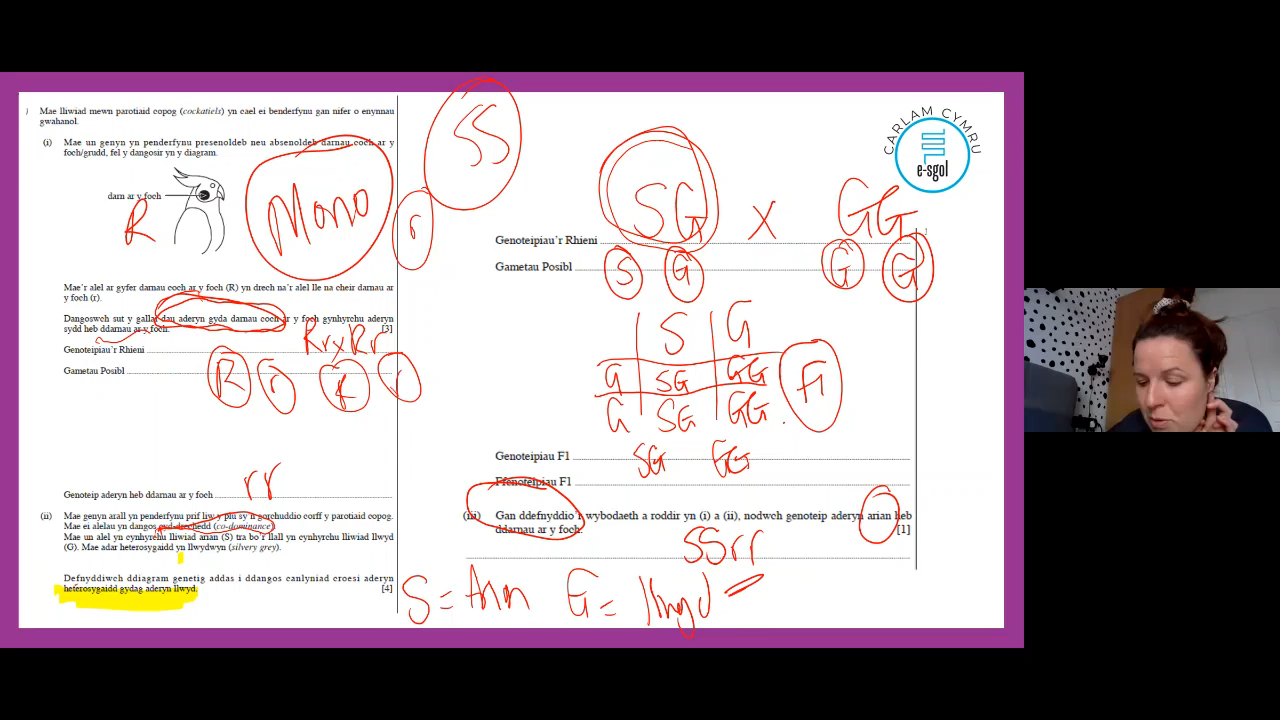 ) Mae lliwiad mewn parotiaid copog (cockatiels) yn cael ei benderfynu gan nifer o enynnau
gwahanol.
(i) Mae un genyn yn penderfynu presenoldeb neu absenoldeb darnau coch ar y
foch/grudd, fel y dangosir yn y diagram.
darn ar y foch
R
Mono
r
SS
Mae'r alel ar gyfer darnau coch ar y foch (R) yn drech na'r alel lle na cheir darnau ar
y foch (r).
Dangoswch sut y gallai dau aderyn gyda darnau coch ar y foch gynhyrchu aderyn
sydd heb ddarnau ar y foch. [3]
Rr x Rr
Genoteipiau'r Rhieni
Gametau Posibl
R r R r
rr
Genoteip aderyn heb ddarnau ar y foch
(ii) Mae genyn arall yn penderfynu prif liw y plu sy'n gorchuddio corff y parotiaid copog.
Mae ei alelau yn dangos cyd-drechedd (co-dominance).
Mae un alel yn cynhyrchu lliwiad arian (S) tra bo'r llall yn cynhyrchu lliwiad llwyd
(G). Mae adar heterosygaidd yn llwydwyn (silvery grey).
Defnyddiwch ddiagram genetig addas i ddangos canlyniad croesi aderyn
heterosygaidd gydag aderyn llwyd. [4]
SG x GG
Genoteipiau'r Rhieni
Gametau Posibl
S G G G
S G
G SG GG
G SG GG
F1
Genoteipiau F1
SG GG
Ffenoteipiau F1
(iii) Gan ddefnyddio'r wybodaeth a roddir yn (i) a (ii), nodwch genoteip aderyn arian heb
ddarnau ar y foch. [1]
SSrr
S = Arian G = llwyd
CARLAM CYMRU
e-sgol